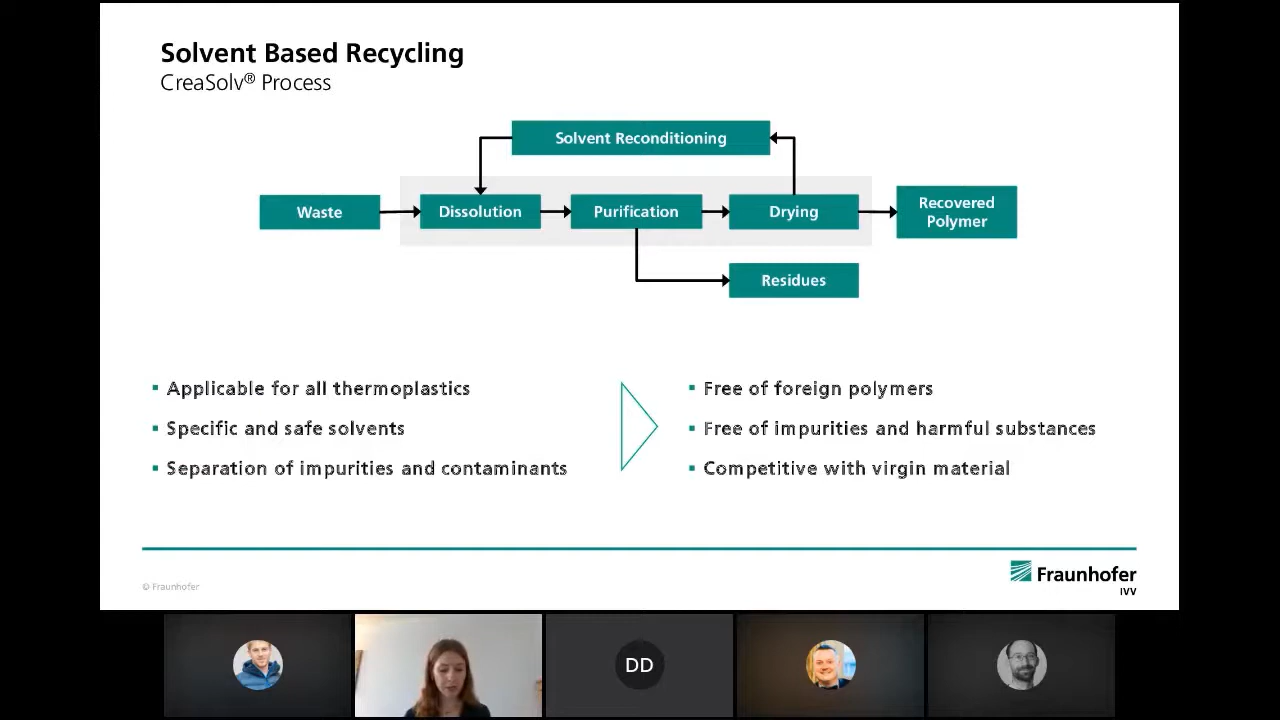 Solvent Based Recycling
CreaSolv® Process
Solvent Reconditioning
Waste
Dissolution
Purification
Drying
Recovered
Polymer
Residues
Applicable for all thermoplastics
Specific and safe solvents
Separation of impurities and contaminants
Free of foreign polymers
Free of impurities and harmful substances
Competitive with virgin material
© Fraunhofer
Fraunhofer
IVV
DD